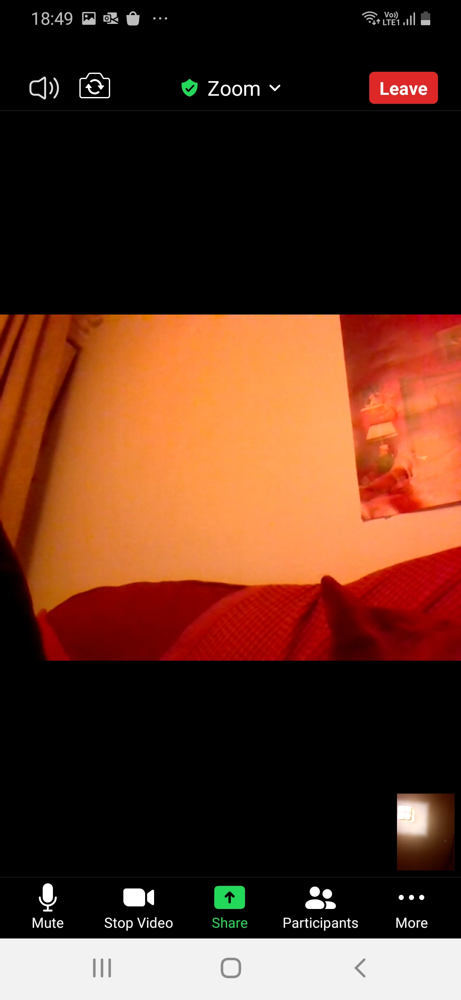 18:49
Vo))
LTE1
Zoom
Leave
Mute
Stop Video
Share
Participants
More